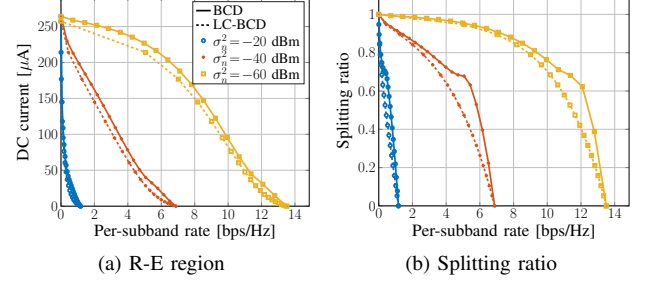 BCD
LC-BCD
σ²ₙ=−20 dBm
σ²ₙ=−40 dBm
σ²ₙ=−60 dBm
DC current [μA]
250
200
150
100
50
0
0 2 4 6 8 10 12 14
Per-subband rate [bps/Hz]
(a) R-E region
Splitting ratio
1
0.8
0.6
0.4
0.2
0
0 2 4 6 8 10 12 14
Per-subband rate [bps/Hz]
(b) Splitting ratio